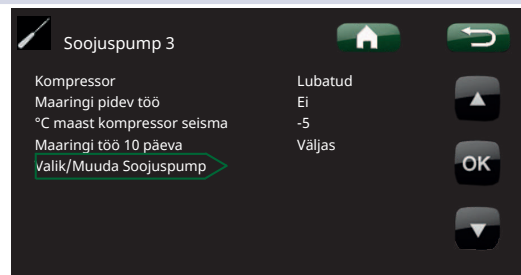 Soojuspump 3
Kompressor Lubatud
Maaringi pidev töö Ei
°C maast kompressor seisma -5
Maaringi töö 10 päeva Väljas
Valik/Muuda Soojuspump
OK